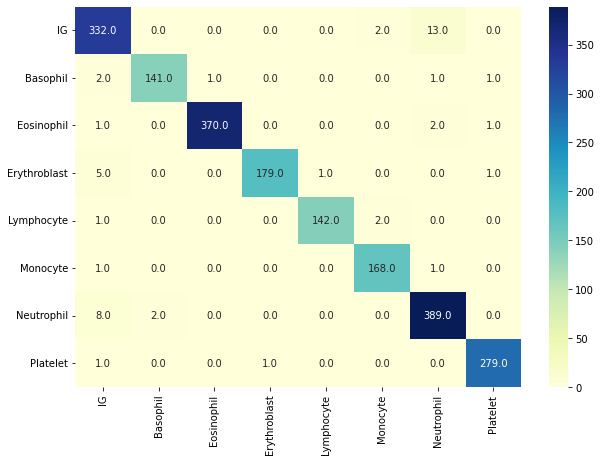 IG 332.0 0.0 0.0 0.0 0.0 2.0 13.0 0.0
Basophil 2.0 141.0 1.0 0.0 0.0 0.0 1.0 1.0
Eosinophil 1.0 0.0 370.0 0.0 0.0 0.0 2.0 1.0
Erythroblast 5.0 0.0 0.0 179.0 1.0 0.0 0.0 1.0
Lymphocyte 1.0 0.0 0.0 0.0 142.0 2.0 0.0 0.0
Monocyte 1.0 0.0 0.0 0.0 0.0 168.0 1.0 0.0
Neutrophil 8.0 2.0 0.0 0.0 0.0 0.0 389.0 0.0
Platelet 1.0 0.0 0.0 1.0 0.0 0.0 0.0 279.0
IG
Basophil
Eosinophil
Erythroblast
Lymphocyte
Monocyte
Neutrophil
Platelet
350
300
250
200
150
100
50
0